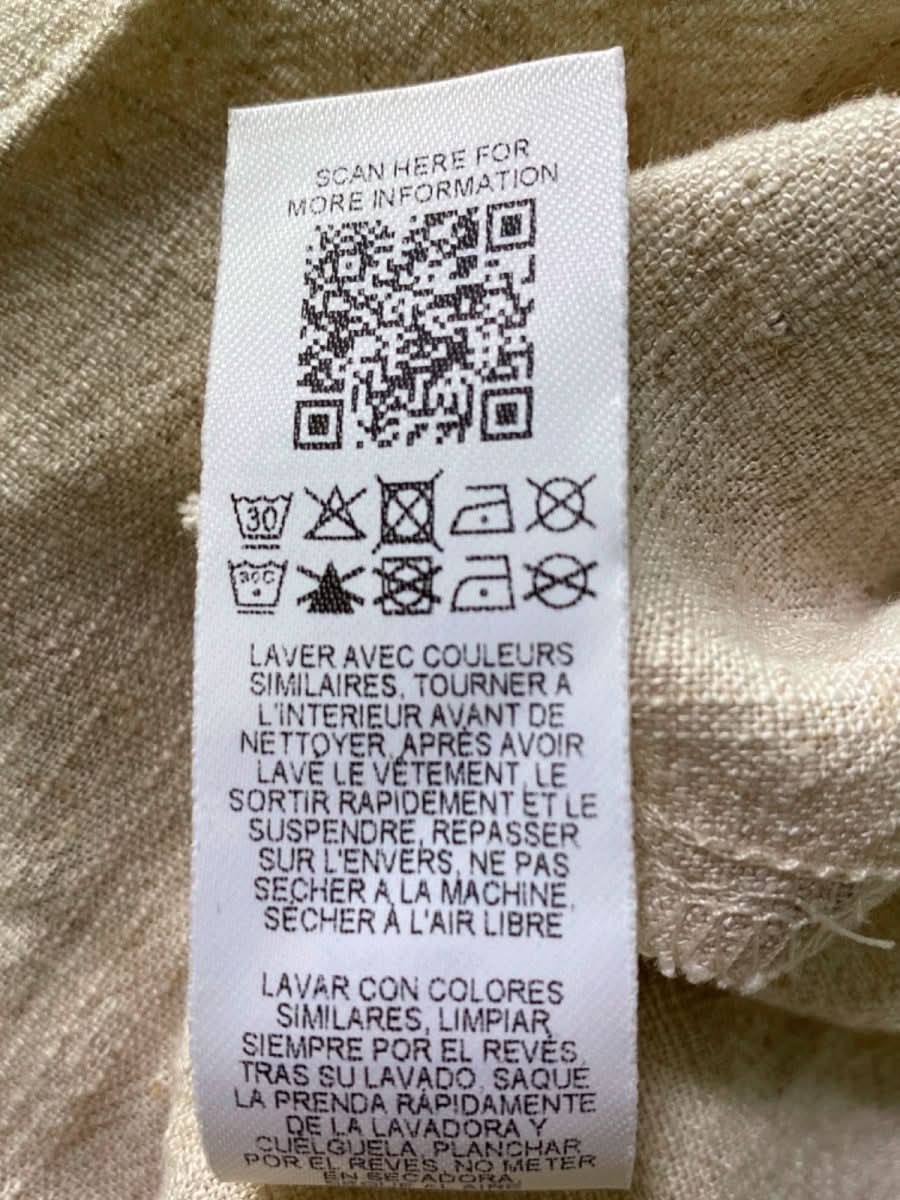 SCAN HERE FOR
MORE INFORMATION
30
30C
LAVER AVEC COULEURS
SIMILAIRES, TOURNER A
L'INTERIEUR AVANT DE
NETTOYER, APRÈS AVOIR
LAVÉ LE VÊTEMENT, LE
SORTIR RAPIDEMENT ET LE
SUSPENDRE, REPASSER
SUR L'ENVERS, NE PAS
SÉCHER A LA MACHINE,
SÉCHER À L'AIR LIBRE
LAVAR CON COLORES
SIMILARES, LIMPIAR
SIEMPRE POR EL REVÉS,
TRAS SU LAVADO, SAQUE
LA PRENDA RÁPIDAMENTE
DE LA LAVADORA Y
CUELGUELA, PLANCHAR
POR EL REVÉS, NO METER
EN SECADORA,
AL AIRE